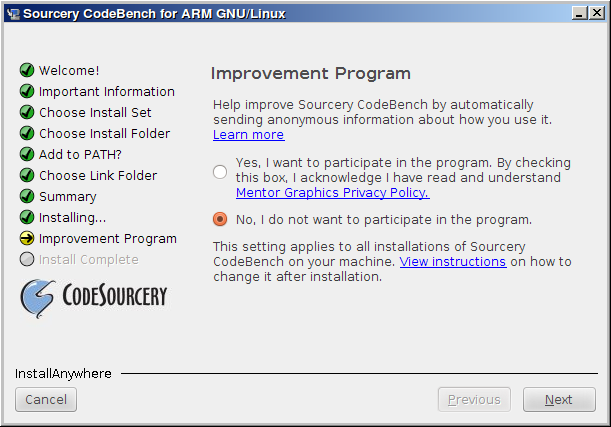 Sourcery CodeBench for ARM GNU/Linux
Welcome!
Important Information
Choose Install Set
Choose Install Folder
Add to PATH?
Choose Link Folder
Summary
Installing...
Improvement Program
Install Complete
CODESOURCERY
Improvement Program
Help improve Sourcery CodeBench by automatically
sending anonymous information about how you use it.
Learn more
Yes, I want to participate in the program. By checking
this box, I acknowledge I have read and understand
Mentor Graphics Privacy Policy.
No, I do not want to participate in the program.
This setting applies to all installations of Sourcery
CodeBench on your machine. View instructions on how to
change it after installation.
InstallAnywhere
Cancel
Previous
Next